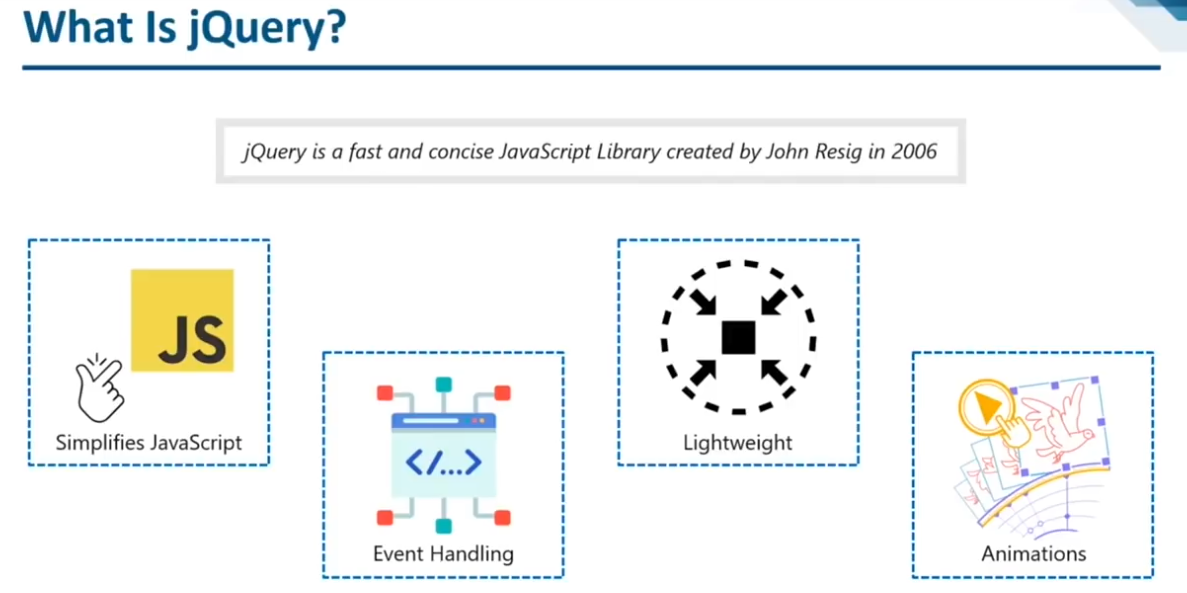 What Is jQuery?
jQuery is a fast and concise JavaScript Library created by John Resig in 2006
JS
Simplifies JavaScript
</...>
Event Handling
Lightweight
Animations